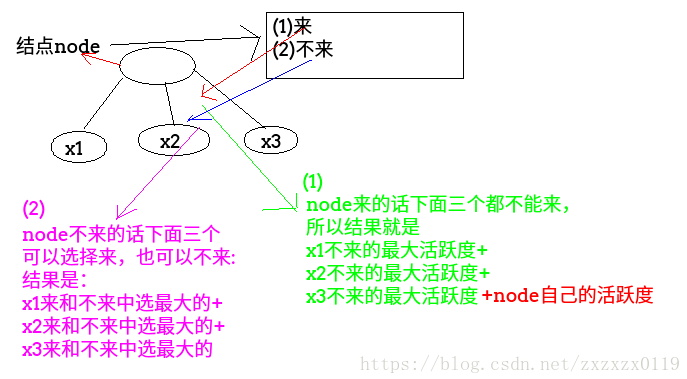 结点node
(1)来
(2)不来
x1
x2
x3
(2)
node不来的话下面三个
可以选择来，也可以不来:
结果是：
x1来和不来中选最大的+
x2来和不来中选最大的+
x3来和不来中选最大的
(1)
node来的话下面三个都不能来，
所以结果就是
x1不来的最大活跃度+
x2不来的最大活跃度+
x3不来的最大活跃度 +node自己的活跃度
https://blog.csdn.net/zxzxzx0119